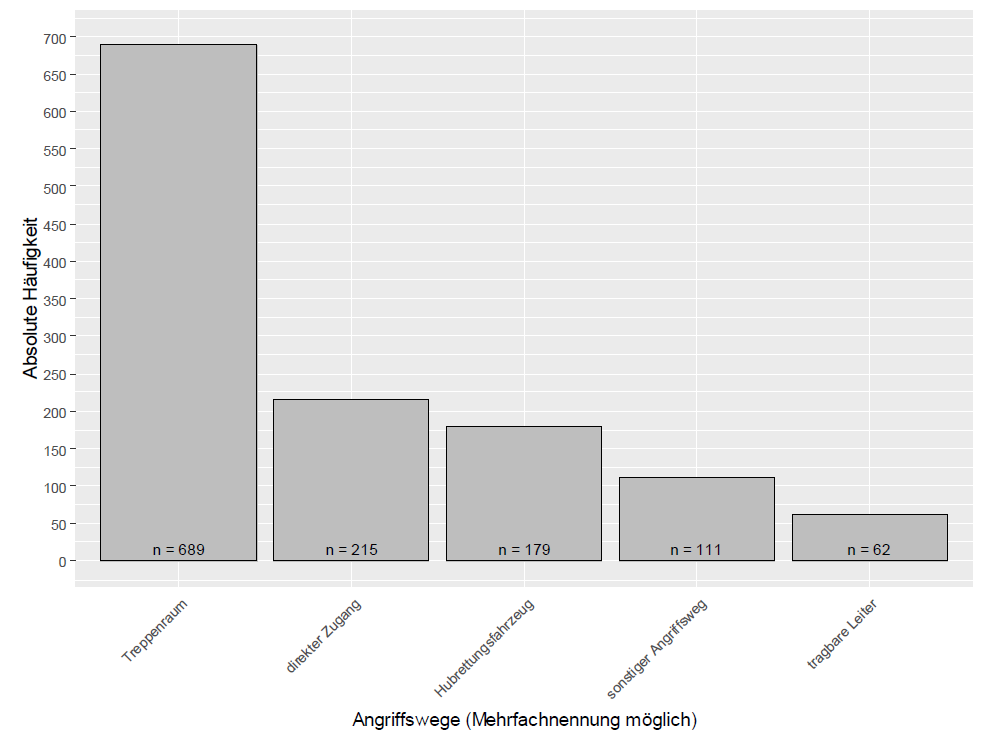 Absolute Häufigkeit
700
650
600
550
500
450
400
350
300
250
200
150
100
50
0
n = 689
n = 215
n = 179
n = 111
n = 62
Treppenraum
direkter Zugang
Hubrettungsfahrzeug
sonstiger Angriffsweg
tragbare Leiter
Angriffswege (Mehrfachnennung möglich)